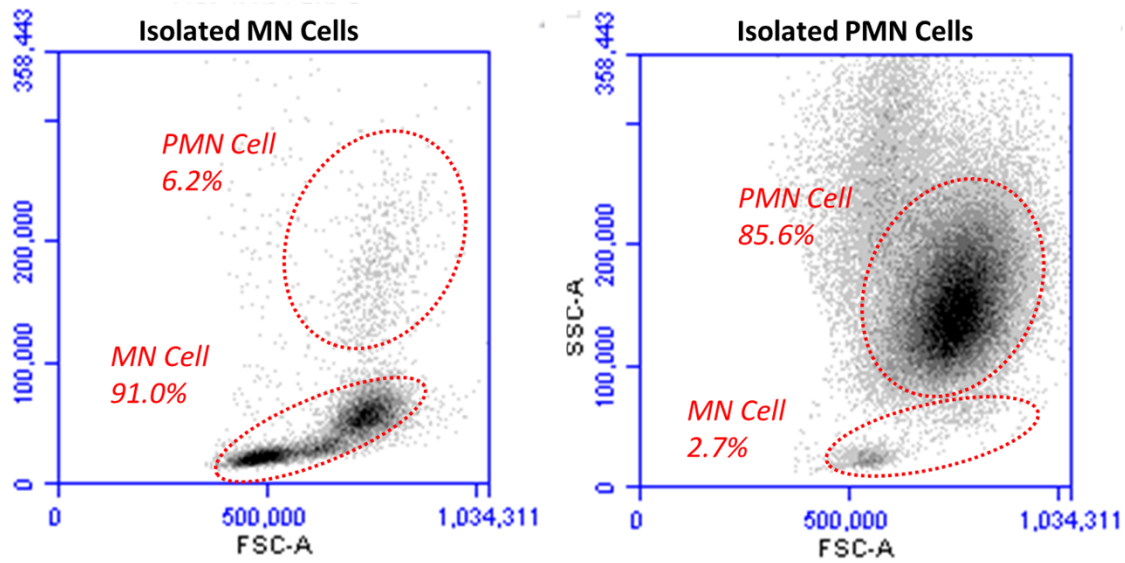 Isolated MN Cells
358,443
200,000
100,000
0
PMN Cell
6.2%
MN Cell
91.0%
0
500,000
1,034,311
FSC-A
Isolated PMN Cells
358,443
200,000
100,000
0
SSC-A
PMN Cell
85.6%
MN Cell
2.7%
0
500,000
1,034,311
FSC-A